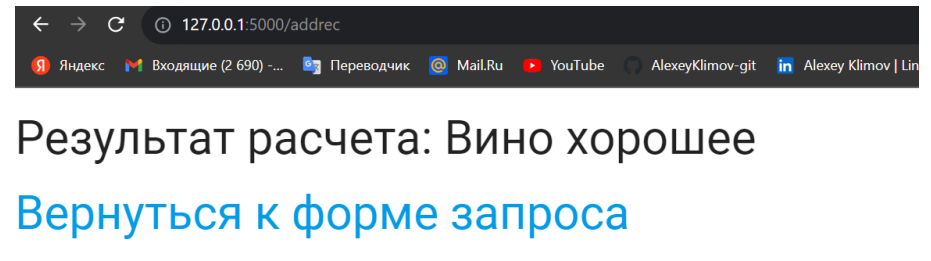 127.0.0.1:5000/addrec
Яндекс Входящие (2 690) -... Переводчик Mail.Ru YouTube AlexeyKlimov-git Alexey Klimov | Lin
Результат расчета: Вино хорошее
Вернуться к форме запроса